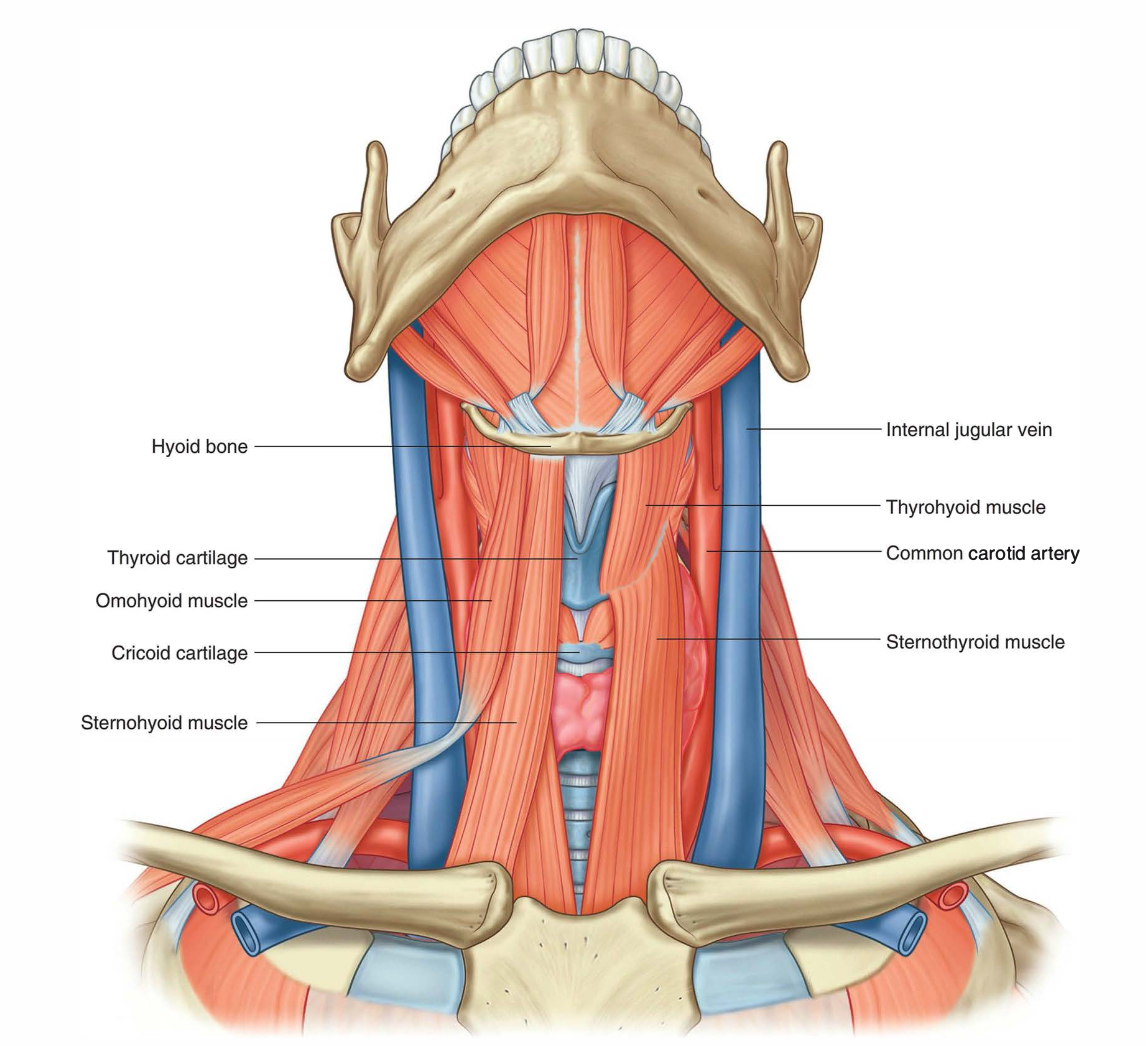 Hyoid bone
Thyroid cartilage
Omohyoid muscle
Cricoid cartilage
Sternohyoid muscle
Internal jugular vein
Thyrohyoid muscle
Common carotid artery
Sternothyroid muscle